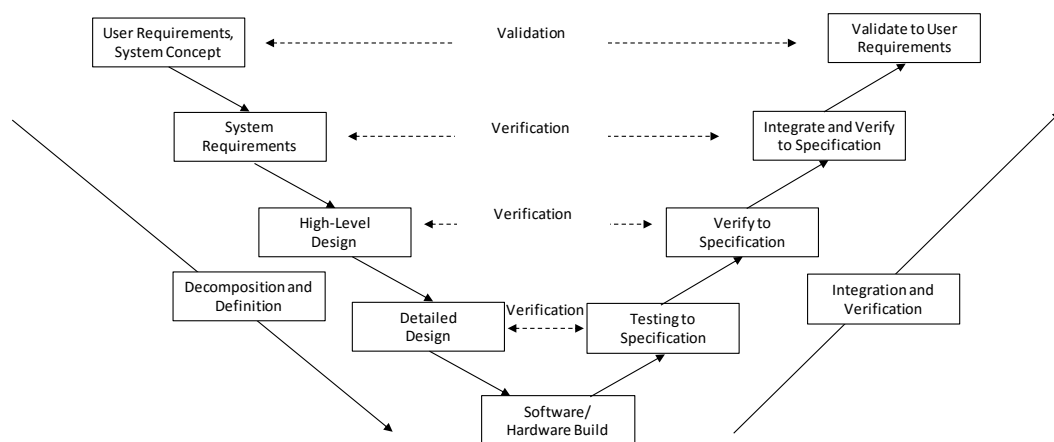 User Requirements,
System Concept
Validation
Validate to User
Requirements
System
Requirements
Verification
Integrate and Verify
to Specification
High-Level
Design
Verification
Verify to
Specification
Decomposition and
Definition
Detailed
Design
Verification
Testing to
Specification
Integration and
Verification
Software/
Hardware Build